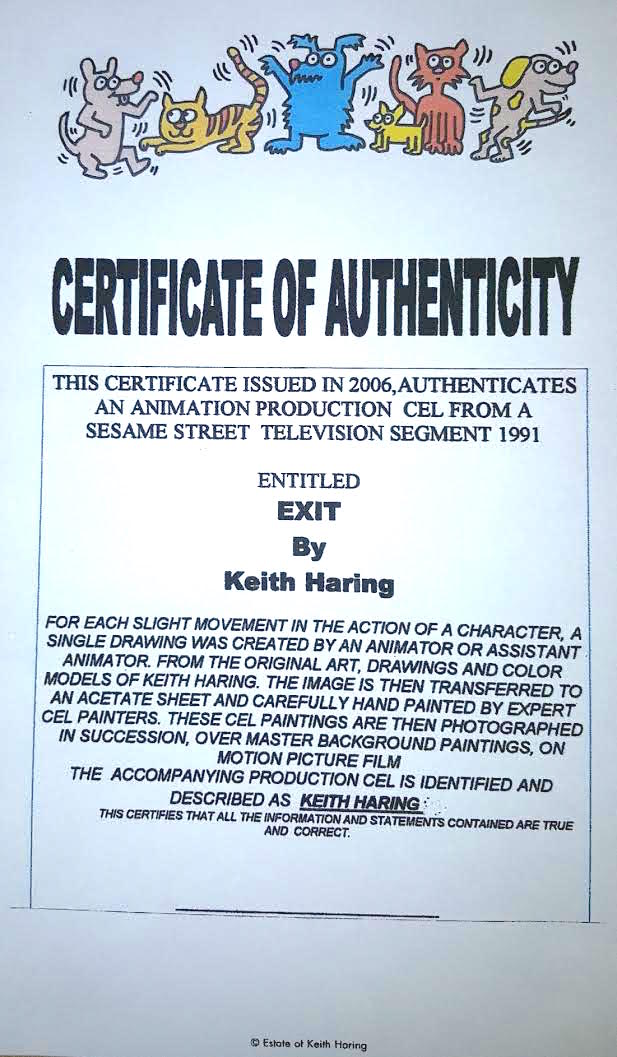 CERTIFICATE OF AUTHENTICITY
THIS CERTIFICATE ISSUED IN 2006,AUTHENTICATES
AN ANIMATION PRODUCTION CEL FROM A
SESAME STREET TELEVISION SEGMENT 1991
ENTITLED
EXIT
By
Keith Haring
FOR EACH SLIGHT MOVEMENT IN THE ACTION OF A CHARACTER, A
SINGLE DRAWING WAS CREATED BY AN ANIMATOR OR ASSISTANT
ANIMATOR. FROM THE ORIGINAL ART, DRAWINGS AND COLOR
MODELS OF KEITH HARING. THE IMAGE IS THEN TRANSFERRED TO
AN ACETATE SHEET AND CAREFULLY HAND PAINTED BY EXPERT
CEL PAINTERS. THESE CEL PAINTINGS ARE THEN PHOTOGRAPHED
IN SUCCESSION, OVER MASTER BACKGROUND PAINTINGS, ON
MOTION PICTURE FILM
THE ACCOMPANYING PRODUCTION CEL IS IDENTIFIED AND
DESCRIBED AS KEITH HARING
THIS CERTIFIES THAT ALL THE INFORMATION AND STATEMENTS CONTAINED ARE TRUE
AND CORRECT.
© Estate of Keith Haring